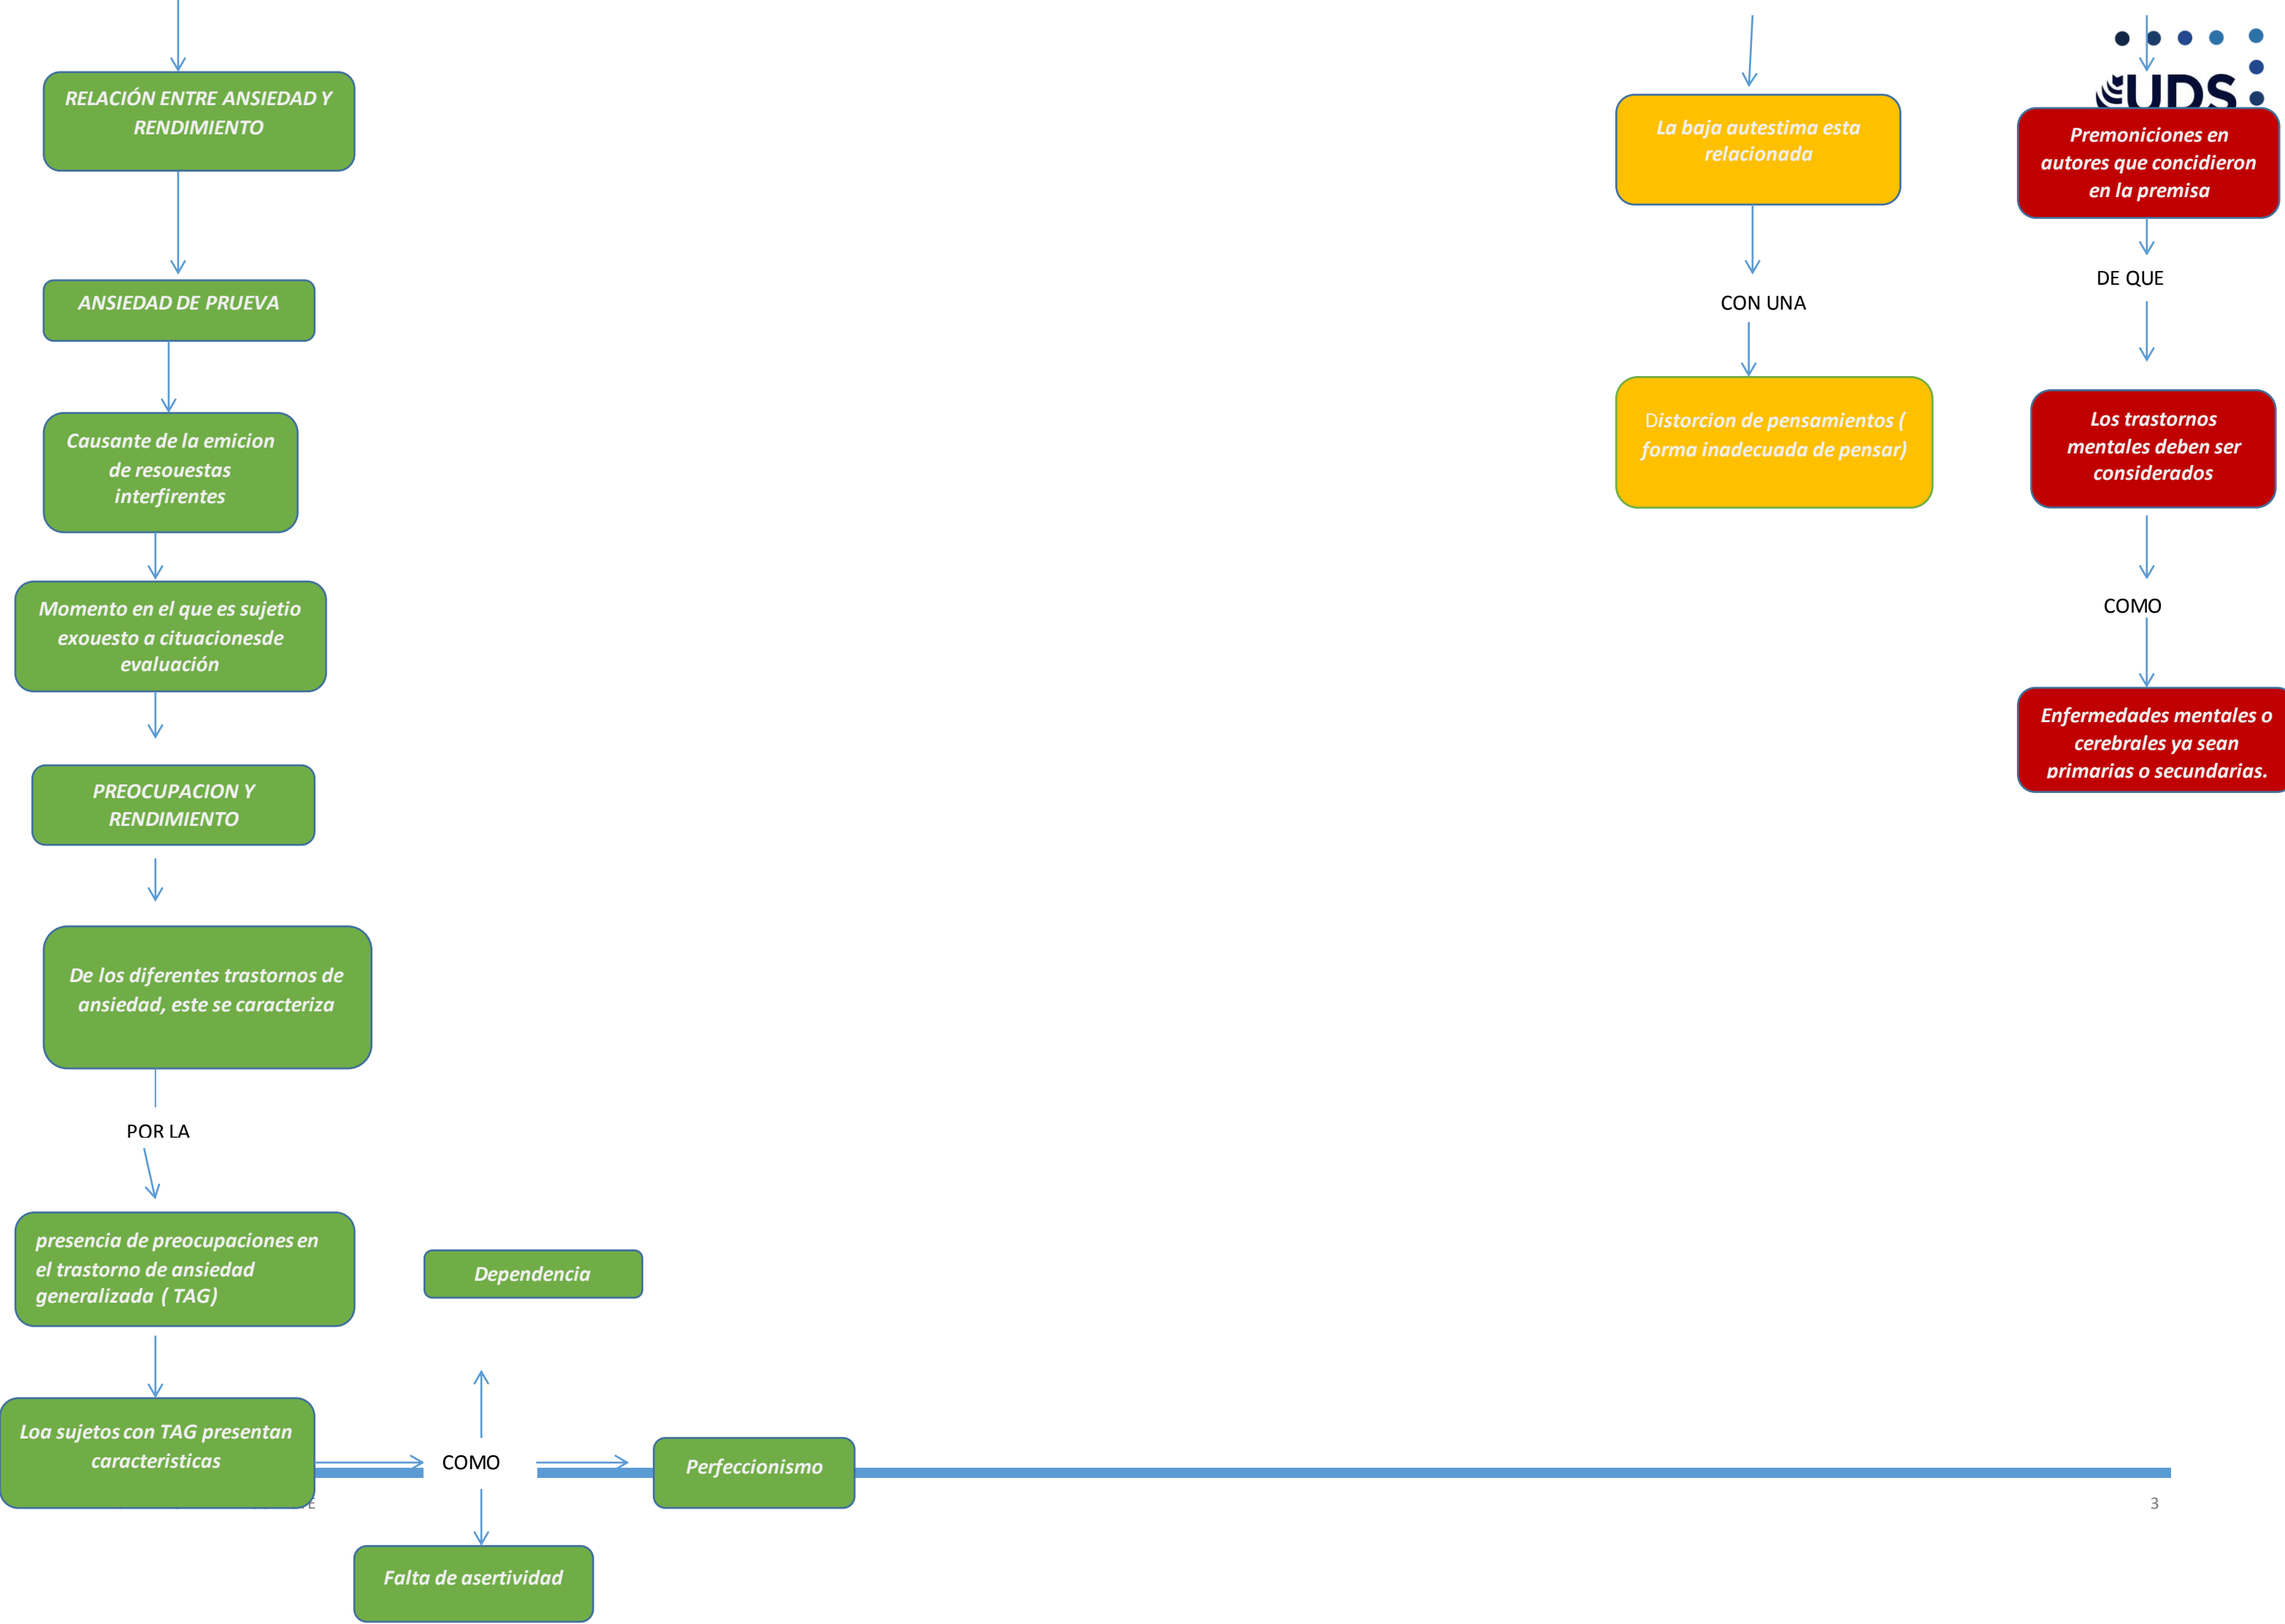 RELACIÓN ENTRE ANSIEDAD Y
RENDIMIENTO
ANSIEDAD DE PRUEVA
Causante de la emicion
de resouestas
interfirentes
Momento en el que es sujetio
exouesto a cituacionesde
evaluación
PREOCUPACION Y
RENDIMIENTO
De los diferentes trastornos de
ansiedad, este se caracteriza
POR LA
presencia de preocupaciones en
el trastorno de ansiedad
generalizada ( TAG)
Loa sujetos con TAG presentan
caracteristicas
COMO
Dependencia
Perfeccionismo
Falta de asertividad
La baja autestima esta
relacionada
CON UNA
Distorcion de pensamientos (
forma inadecuada de pensar)
UDS
Premoniciones en
autores que concidieron
en la premisa
DE QUE
Los trastornos
mentales deben ser
considerados
COMO
Enfermedades mentales o
cerebrales ya sean
primarias o secundarias.
3